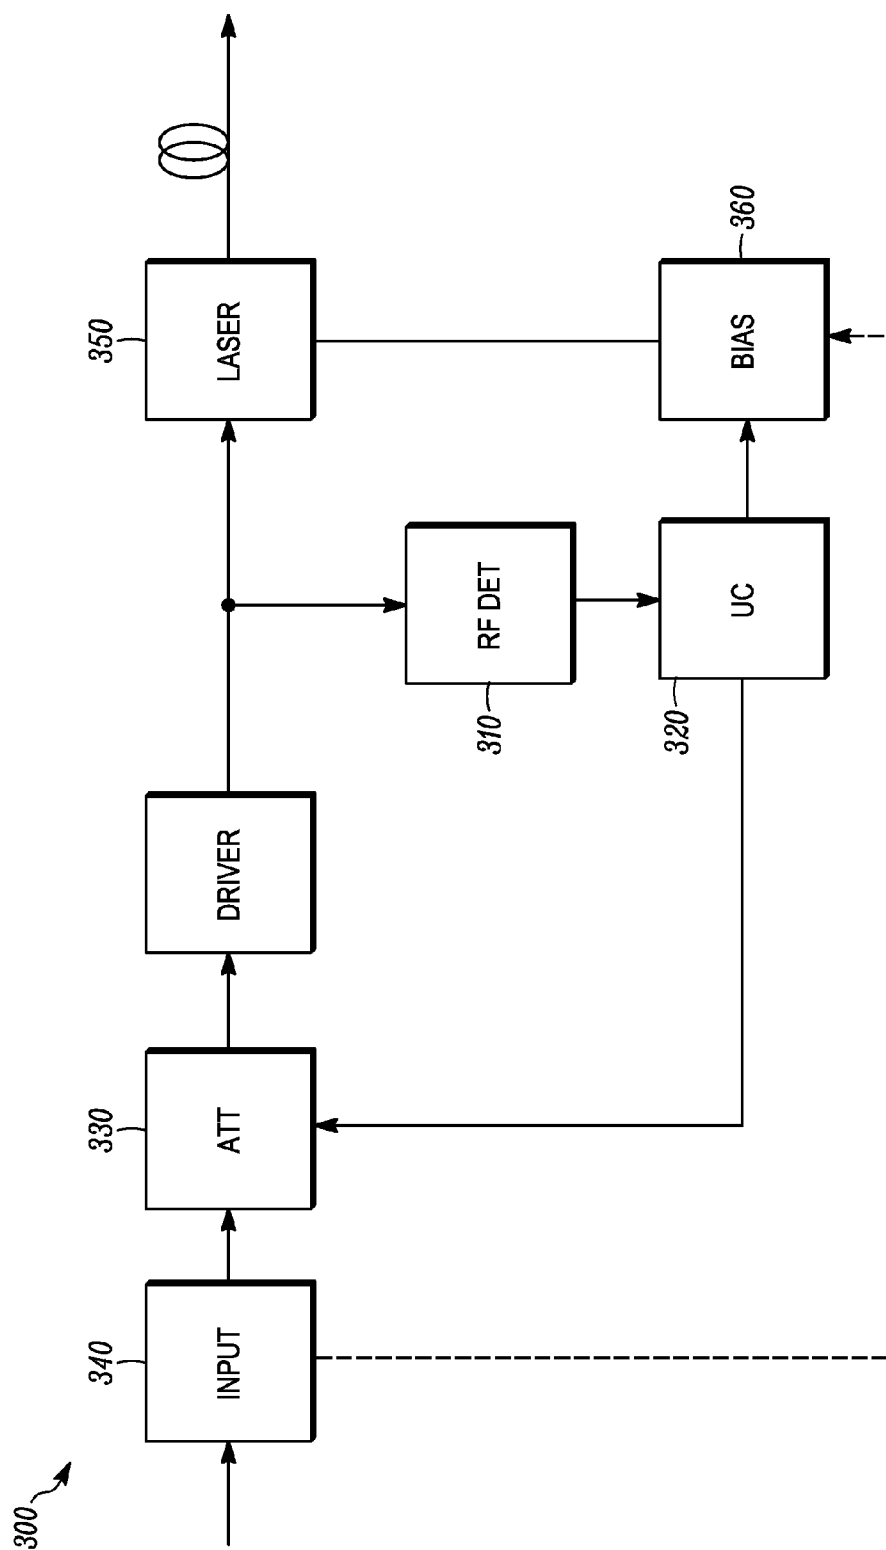 300
340
INPUT
330
ATT
DRIVER
350
LASER
310
RF DET
320
UC
360
BIAS